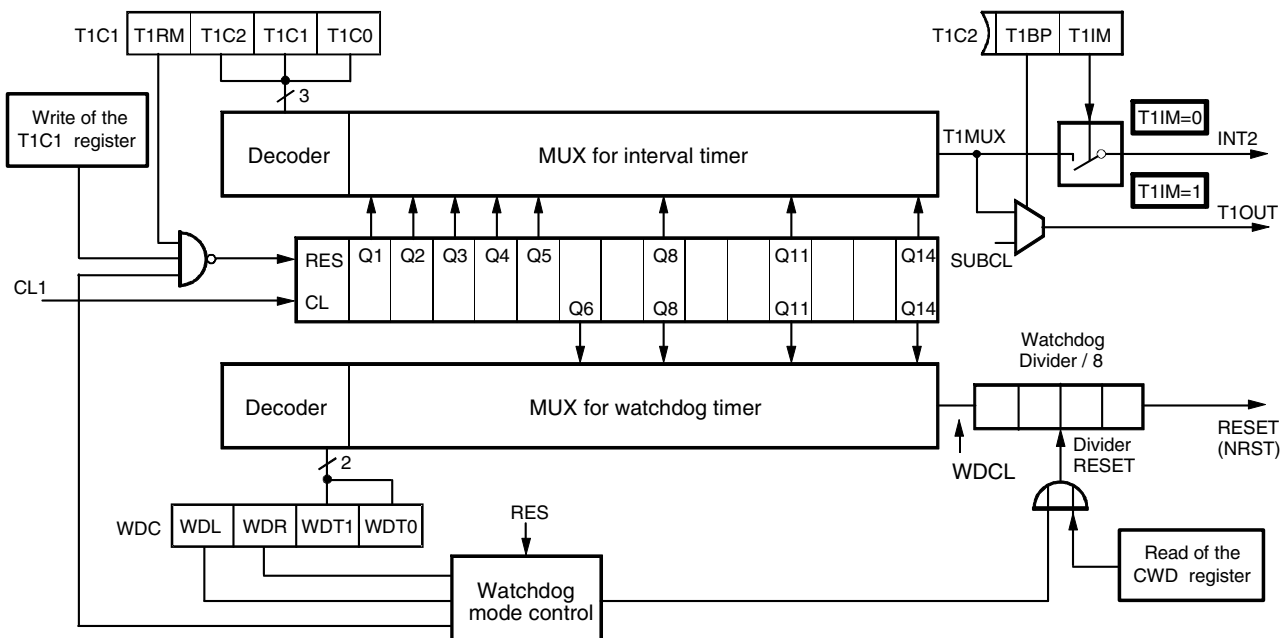 T1C1 T1RM T1C2 T1C1 T1C0
T1C2 T1BP T1IM
3
Write of the
T1C1 register
Decoder
MUX for interval timer
T1MUX
T1IM=0
INT2
T1IM=1
T1OUT
SUBCL
RES Q1 Q2 Q3 Q4 Q5 Q8 Q11 Q14
CL1
CL Q6 Q8 Q11 Q14
Watchdog
Divider / 8
Decoder
MUX for watchdog timer
RESET
(NRST)
Divider
RESET
WDCL
2
WDC WDL WDR WDT1 WDT0
RES
Watchdog
mode control
Read of the
CWD register